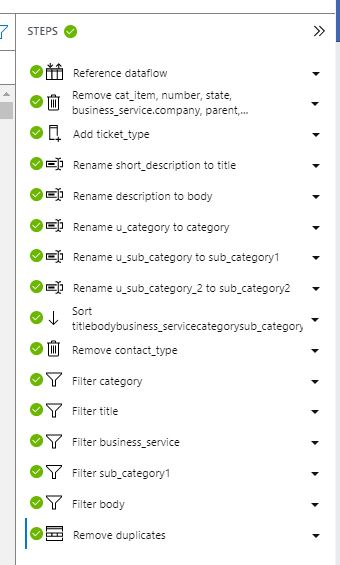 STEPS
Reference dataflow
Remove cat_item, number, state,
business_service.company, parent,...
Add ticket_type
Rename short_description to title
Rename description to body
Rename u_category to category
Rename u_sub_category to sub_category1
Rename u_sub_category_2 to sub_category2
Sort
titlebodybusiness_servicecategorysub_category
Remove contact_type
Filter category
Filter title
Filter business_service
Filter sub_category1
Filter body
Remove duplicates